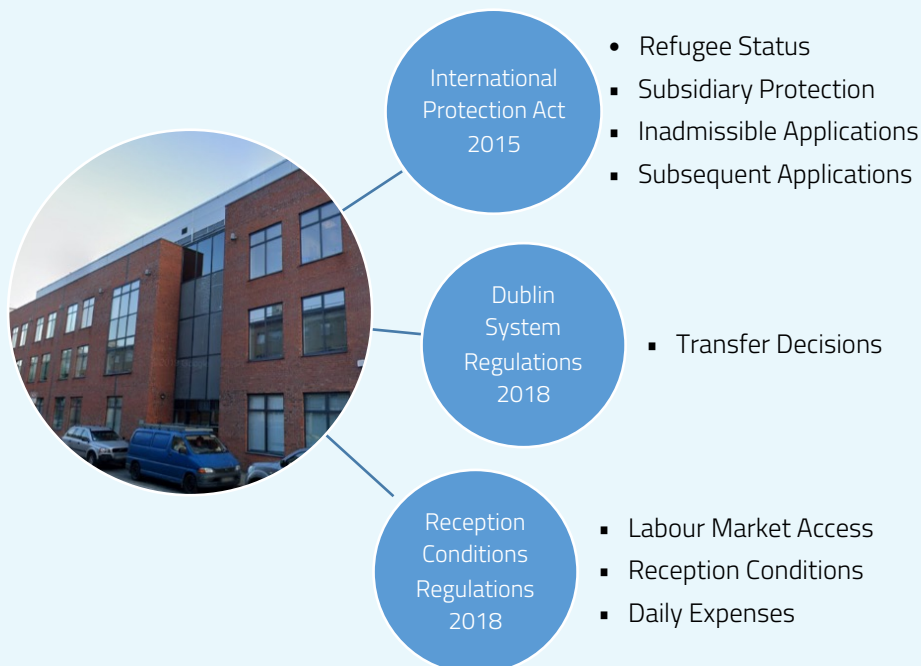 International
Protection Act
2015
• Refugee Status
▪ Subsidiary Protection
▪ Inadmissible Applications
▪ Subsequent Applications
Dublin
System
Regulations
2018
▪ Transfer Decisions
Reception
Conditions
Regulations
2018
▪ Labour Market Access
▪ Reception Conditions
▪ Daily Expenses